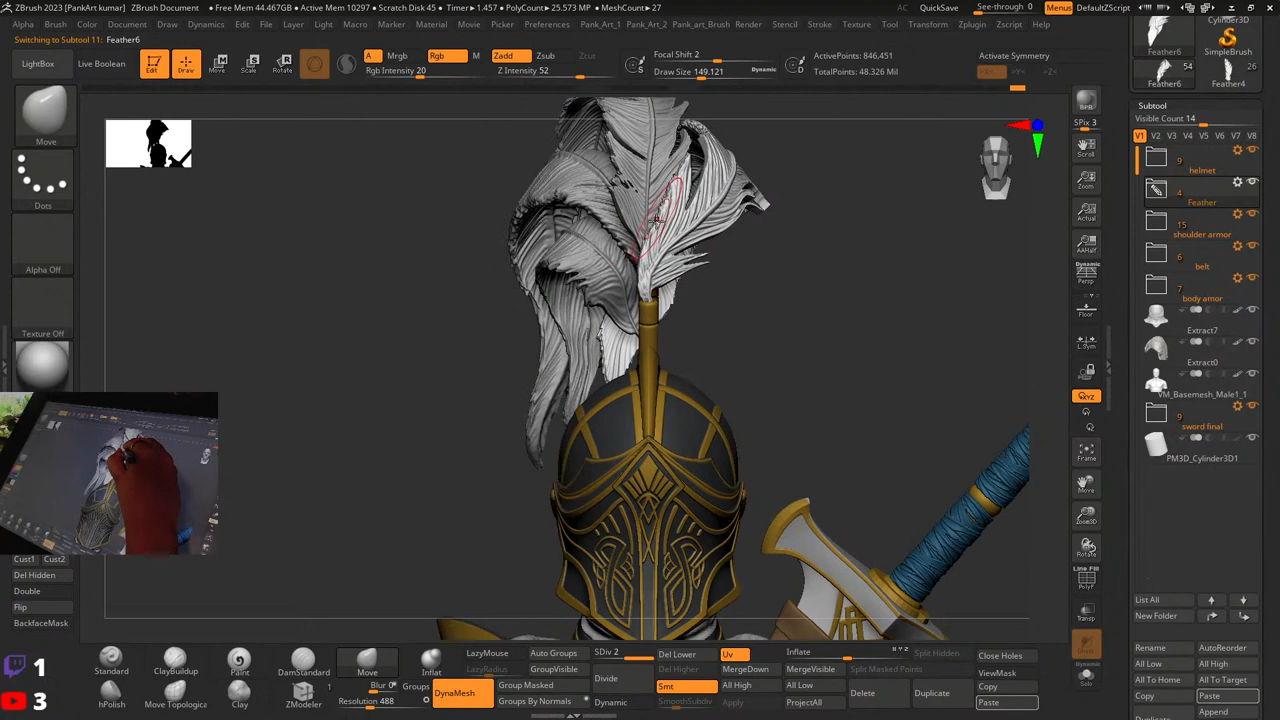 ZBrush 2023 [PankArt kumar] ZBrush Document • Free Mem 44.467GB • Active Mem 10297 • Scratch Disk 45 • Timer▶1.457 • PolyCount▶25.573 MP • MeshCount▶27
AC QuickSave See-through 0 Menus DefaultZScript
Alpha Brush Color Document Draw Dynamics Edit File Layer Light Macro Marker Material Movie Picker Pank_Art_1 Pank_Art_2 Pank_art_Brush Render Stencil Stroke Texture Tool Transform Zplugin Zscript Help
Switching to Subtool 11: Feather6
LightBox Live Boolean Edit Draw Move Scale Rotate A Mrgb Rgb M Zadd Zsub Zcut Focal Shift 2 ActivePoints: 846,451 Activate Symmetry
Rgb Intensity 20 Z Intensity 52 Draw Size 149.121 Dynamic TotalPoints: 48.326 Mil
Move
Dots
Alpha Off
Texture Off
Cust1 Cust2
Del Hidden
Double
Flip
BackfaceMask
1
3
BPR
SPix 3
Scroll
Zoom
Actual
AAHalf
Dynamic
Persp
Floor
L.Sym
XYZ
Frame
Move
Zoom3D
Rotate
Line Fill
PolyF
Transp
Ghost
Dynamic
Solo
Cylinder3D
Feather6 SimpleBrush
54 26
Feather6 Feather4
Subtool
Visible Count 14
V1 V2 V3 V4 V5 V6 V7 V8
9
helmet
4
Feather
15
shoulder armor
6
belt
7
body amor
Extract7
Extract0
VM_Basemesh_Male1_1
9
sword final
PM3D_Cylinder3D1
List All
New Folder
Rename AutoReorder
All Low All High
All To Home All To Target
Copy Paste
Append
Standard ClayBuildup Paint DamStandard Move Inflat
hPolish Move Topologica Clay ZModeler
Blur 0 Groups
Resolution 488
DynaMesh
LazyMouse Auto Groups SDiv 2 Del Lower Uv Inflate Split Hidden Close Holes
LazyRadius GroupVisible Del Higher MergeDown MergeVisible Split Masked Points ViewMask
Group Masked Divide Smt All High All Low Delete Duplicate Copy
Groups By Normals Dynamic SmoothSubdiv Apply ProjectAll Paste